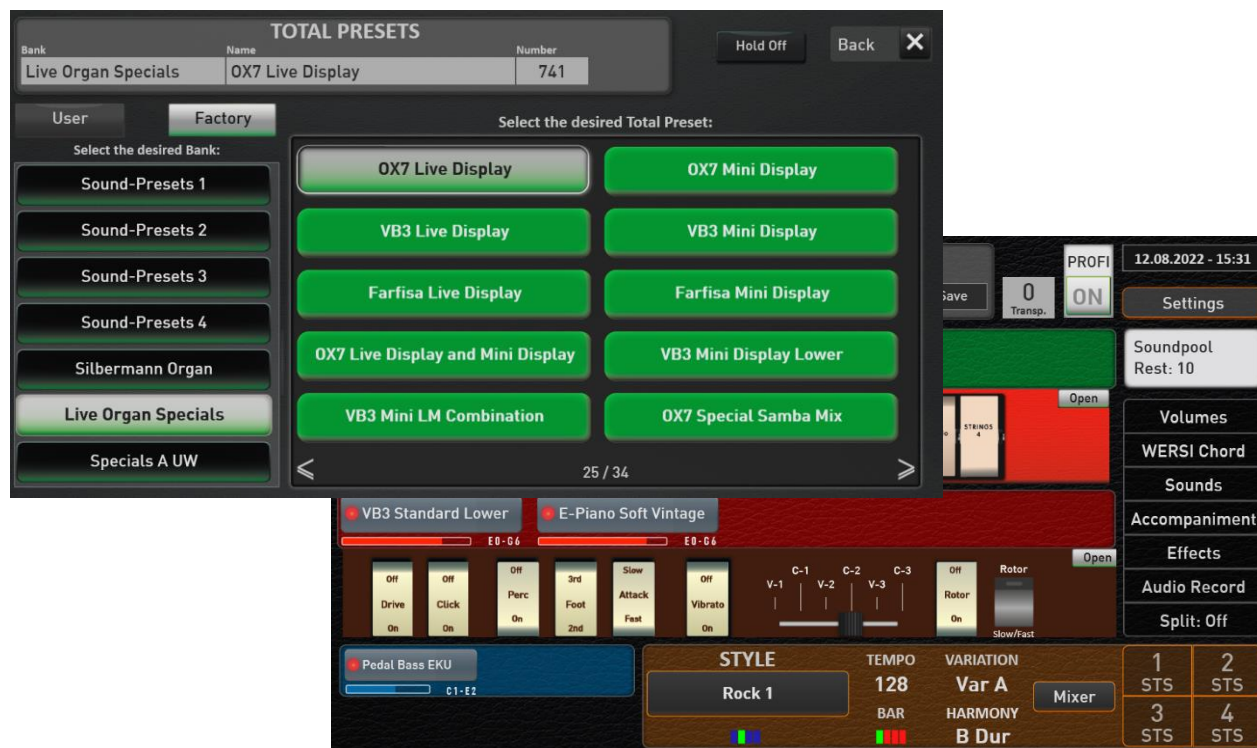 TOTAL PRESETS
Bank Name Number
Live Organ Specials 0X7 Live Display 741
Hold Off Back
User Factory
Select the desired Bank:
Sound-Presets 1
Sound-Presets 2
Sound-Presets 3
Sound-Presets 4
Silbermann Organ
Live Organ Specials
Specials A UW
Select the desired Total Preset:
0X7 Live Display 0X7 Mini Display
VB3 Live Display VB3 Mini Display
Farfisa Live Display Farfisa Mini Display
0X7 Live Display and Mini Display VB3 Mini Display Lower
VB3 Mini LM Combination 0X7 Special Samba Mix
25 / 34
Save
0
Transp.
PROFI
ON
12.08.2022 - 15:31
Settings
Soundpool
Rest: 10
Open
STRINOS
4
Volumes
WERSI Chord
Sounds
Accompaniment
Effects
Audio Record
Split: Off
VB3 Standard Lower E-Piano Soft Vintage
E0-G6 E0-G6
Open
Off Drive On
Off Click On
Off Perc On
3rd Foot 2nd
Slow Attack Fast
Off Vibrato On
V-1 C-1 V-2 C-2 V-3 C-3
Off Rotor On
Rotor
Slow/Fast
Pedal Bass EKU
C1-E2
STYLE
Rock 1
TEMPO
128
BAR
VARIATION
Var A
HARMONY
B Dur
Mixer
1 STS
2 STS
3 STS
4 STS